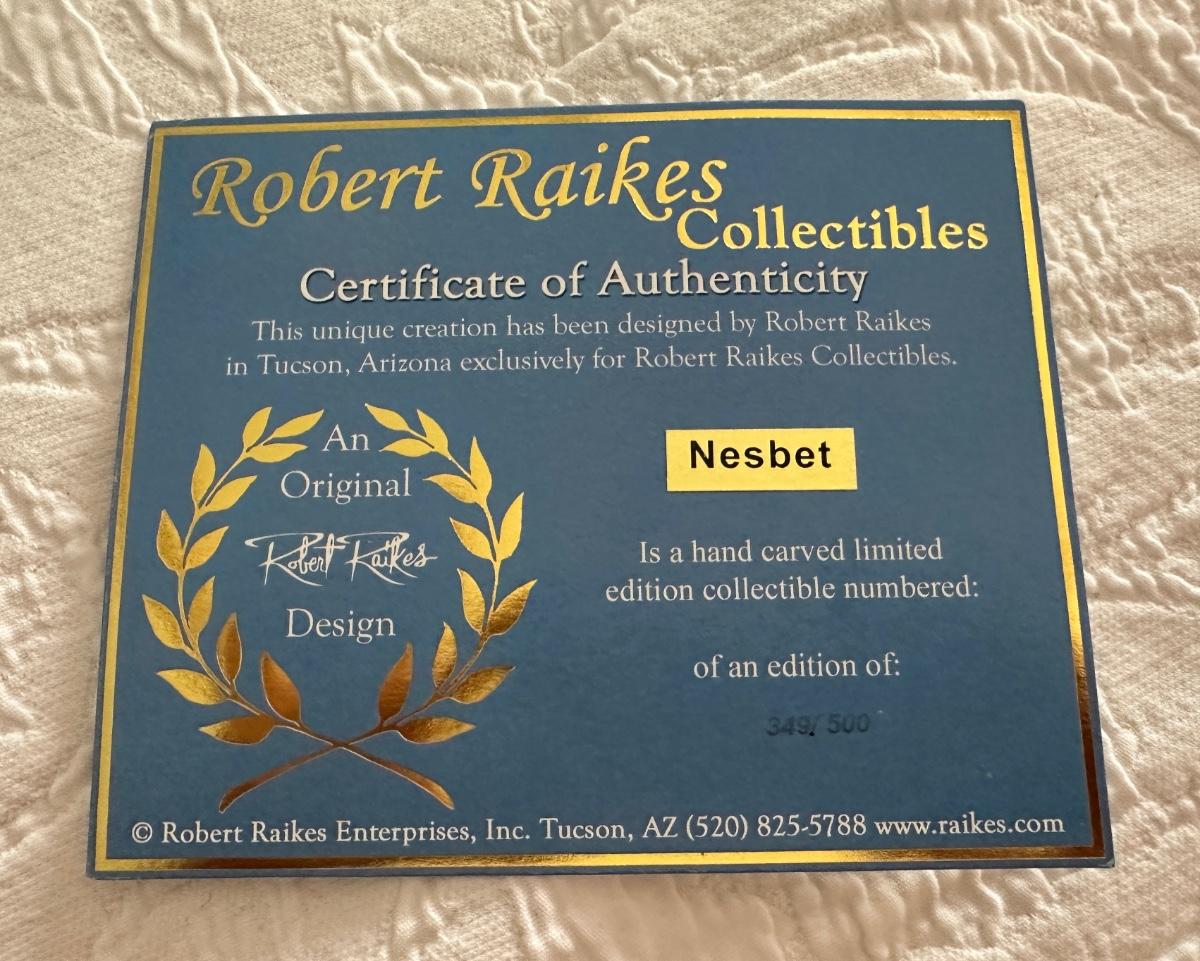 Robert Raikes
Collectibles
Certificate of Authenticity
This unique creation has been designed by Robert Raikes
in Tucson, Arizona exclusively for Robert Raikes Collectibles.
An
Original
Robert Raikes
Design
Nesbet
Is a hand carved limited
edition collectible numbered:
of an edition of:
349/ 500
© Robert Raikes Enterprises, Inc. Tucson, AZ (520) 825-5788 www.raikes.com